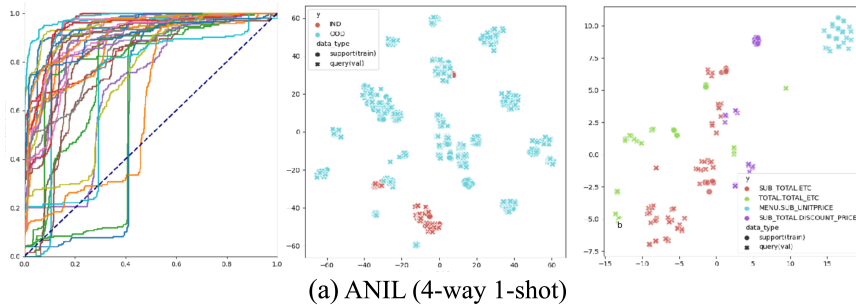 1.0
0.8
0.6
0.4
0.2
0.0
0.0 0.2 0.4 0.6 0.8 1.0
60
40
20
0
−20
−40
−60
−60 −40 −20 0 20 40 60
y
IND
OOD
data_type
support(train)
query(val)
10.0
7.5
5.0
2.5
0.0
−2.5
−5.0
−7.5
−15 −10 −5 0 5 10 15
b
y
SUB_TOTAL.ETC
TOTAL.TOTAL_ETC
MENU.SUB_UNITPRICE
SUB_TOTAL.DISCOUNT_PRICE
data_type
support(train)
query(val)
(a) ANIL (4-way 1-shot)